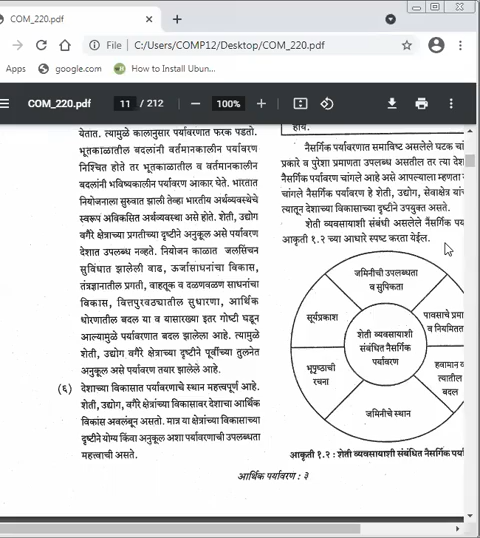 COM_220.pdf
File | C:/Users/COMP12/Desktop/COM_220.pdf
Apps google.com How to Install Ubun...
COM_220.pdf 11 / 212 100%
येतात. त्यामुळे कालानुसार पर्यावरणात फरक पडतो.
भूतकाळातील बदलांनी वर्तमानकालीन पर्यावरण
निश्चित होते तर भूतकाळातील व वर्तमानकालीन
बदलांनी भविष्यकालीन पर्यावरण आकार घेते. भारतात
नियोजनाला सुरुवात झाली तेव्हा भारतीय अर्थव्यवस्थेचे
स्वरूप अविकसित अर्थव्यवस्था असे होते. शेती, उद्योग
वगैरे क्षेत्राच्या प्रगतीच्या दृष्टीने अनुकूल असे पर्यावरण
देशात उपलब्ध नव्हते. नियोजन काळात जलसिंचन
सुविधांत झालेली वाढ, ऊर्जासाधनांचा विकास,
तंत्रज्ञानातील प्रगती, वाहतूक व दळणवळण साधनांचा
विकास, वित्तपुरवठ्यातील सुधारणा, आर्थिक
धोरणातील बदल या व यासारख्या इतर गोष्टी घडून
आल्यामुळे पर्यावरणात बदल झालेला आहे. त्यामुळे
शेती, उद्योग वगैरे क्षेत्राच्या दृष्टीने पूर्वीच्या तुलनेत
अनुकूल असे पर्यावरण तयार झालेले आहे.
(६) देशाच्या विकासात पर्यावरणाचे स्थान महत्त्वपूर्ण आहे.
शेती, उद्योग, वगैरे क्षेत्रांच्या विकासावर देशाचा आर्थिक
विकास अवलंबून असतो. मात्र या क्षेत्रांच्या विकासाच्या
दृष्टीने योग्य किंवा अनुकूल अशा पर्यावरणाची उपलब्धता
महत्त्वाची असते.
होय.
नैसर्गिक पर्यावरणात समाविष्ट असलेले घटक चां
प्रकारे व पुरेशा प्रमाणात उपलब्ध असतील तर त्या देश
नैसर्गिक पर्यावरण चांगले आहे असे आपल्याला म्हणता
चांगले नैसर्गिक पर्यावरण हे शेती, उद्योग, सेवाक्षेत्र यां
त्यातून देशाच्या विकासाच्या दृष्टीने उपयुक्त असते.
शेती व्यवसायाशी संबंधी असलेले नैसर्गिक पर्य
आकृती १.२ च्या आधारे स्पष्ट करता येईल.
जमिनीची उपलब्धता
व सुपिकता
सूर्यप्रकाश
पावसाचे प्रमा
व नियमितत
शेती व्यवसायाशी
संबंधित नैसर्गिक
पर्यावरण
भूपृष्ठाची
रचना
हवामान व
त्यातील
बदल
जमिनीचे स्थान
आकृती १.२ : शेती व्यवसायाशी संबंधित नैसर्गिक पर्या
आर्थिक पर्यावरण : ३